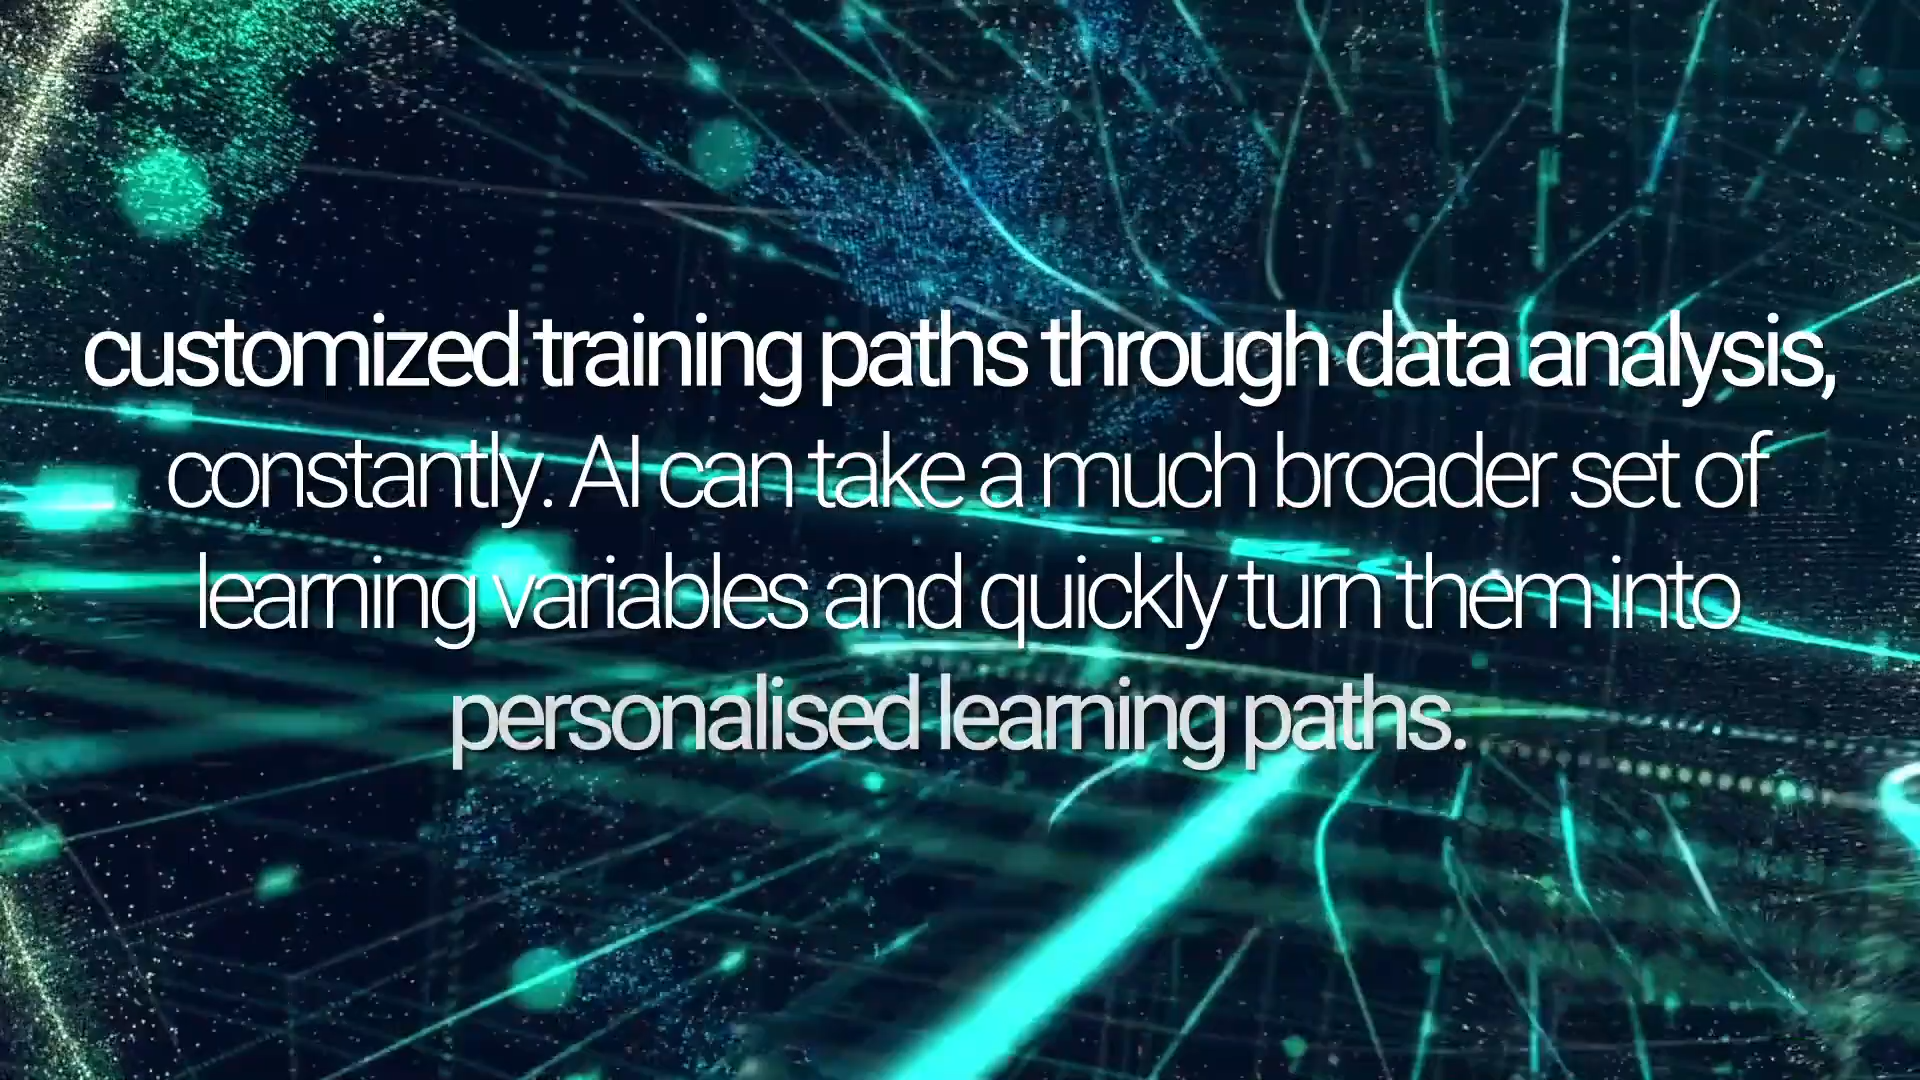 customized training paths through data analysis,
constantly. AI can take a much broader set of
learning variables and quickly turn them into
personalised learning paths.